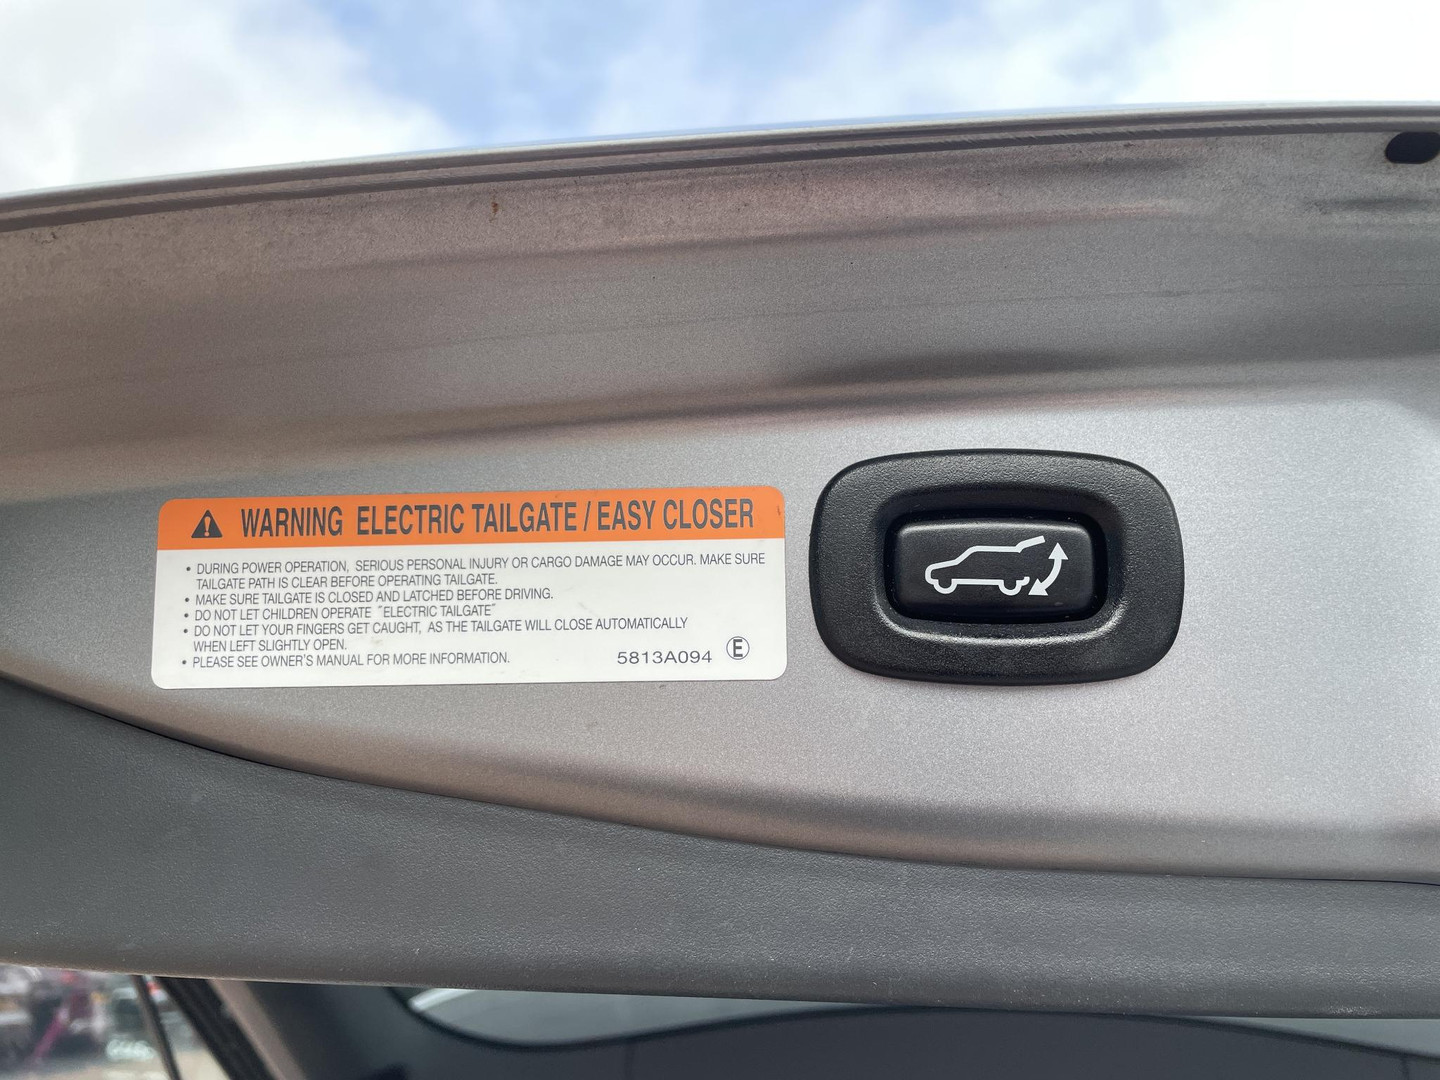 WARNING ELECTRIC TAILGATE / EASY CLOSER
• DURING POWER OPERATION, SERIOUS PERSONAL INJURY OR CARGO DAMAGE MAY OCCUR. MAKE SURE
TAILGATE PATH IS CLEAR BEFORE OPERATING TAILGATE.
• MAKE SURE TAILGATE IS CLOSED AND LATCHED BEFORE DRIVING.
• DO NOT LET CHILDREN OPERATE ˝ELECTRIC TAILGATE˝
• DO NOT LET YOUR FINGERS GET CAUGHT, AS THE TAILGATE WILL CLOSE AUTOMATICALLY
WHEN LEFT SLIGHTLY OPEN.
• PLEASE SEE OWNER'S MANUAL FOR MORE INFORMATION.
5813A094 Ⓔ